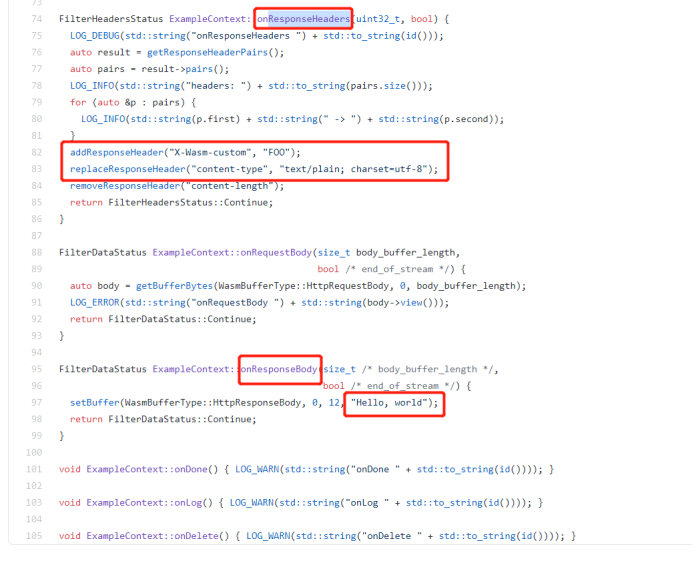 73
74 FilterHeadersStatus ExampleContext::onResponseHeaders(uint32_t, bool) {
75 LOG_DEBUG(std::string("onResponseHeaders ") + std::to_string(id()));
76 auto result = getResponseHeaderPairs();
77 auto pairs = result->pairs();
78 LOG_INFO(std::string("headers: ") + std::to_string(pairs.size()));
79 for (auto &p : pairs) {
80 LOG_INFO(std::string(p.first) + std::string(" -> ") + std::string(p.second));
81 }
82 addResponseHeader("X-Wasm-custom", "FOO");
83 replaceResponseHeader("content-type", "text/plain; charset=utf-8");
84 removeResponseHeader("content-length");
85 return FilterHeadersStatus::Continue;
86 }
87
88 FilterDataStatus ExampleContext::onRequestBody(size_t body_buffer_length,
89 bool /* end_of_stream */) {
90 auto body = getBufferBytes(WasmBufferType::HttpRequestBody, 0, body_buffer_length);
91 LOG_ERROR(std::string("onRequestBody ") + std::string(body->view()));
92 return FilterDataStatus::Continue;
93 }
94
95 FilterDataStatus ExampleContext::onResponseBody(size_t /* body_buffer_length */,
96 bool /* end_of_stream */) {
97 setBuffer(WasmBufferType::HttpResponseBody, 0, 12, "Hello, world");
98 return FilterDataStatus::Continue;
99 }
100
101 void ExampleContext::onDone() { LOG_WARN(std::string("onDone " + std::to_string(id()))); }
102
103 void ExampleContext::onLog() { LOG_WARN(std::string("onLog " + std::to_string(id()))); }
104
105 void ExampleContext::onDelete() { LOG_WARN(std::string("onDelete " + std::to_string(id()))); }